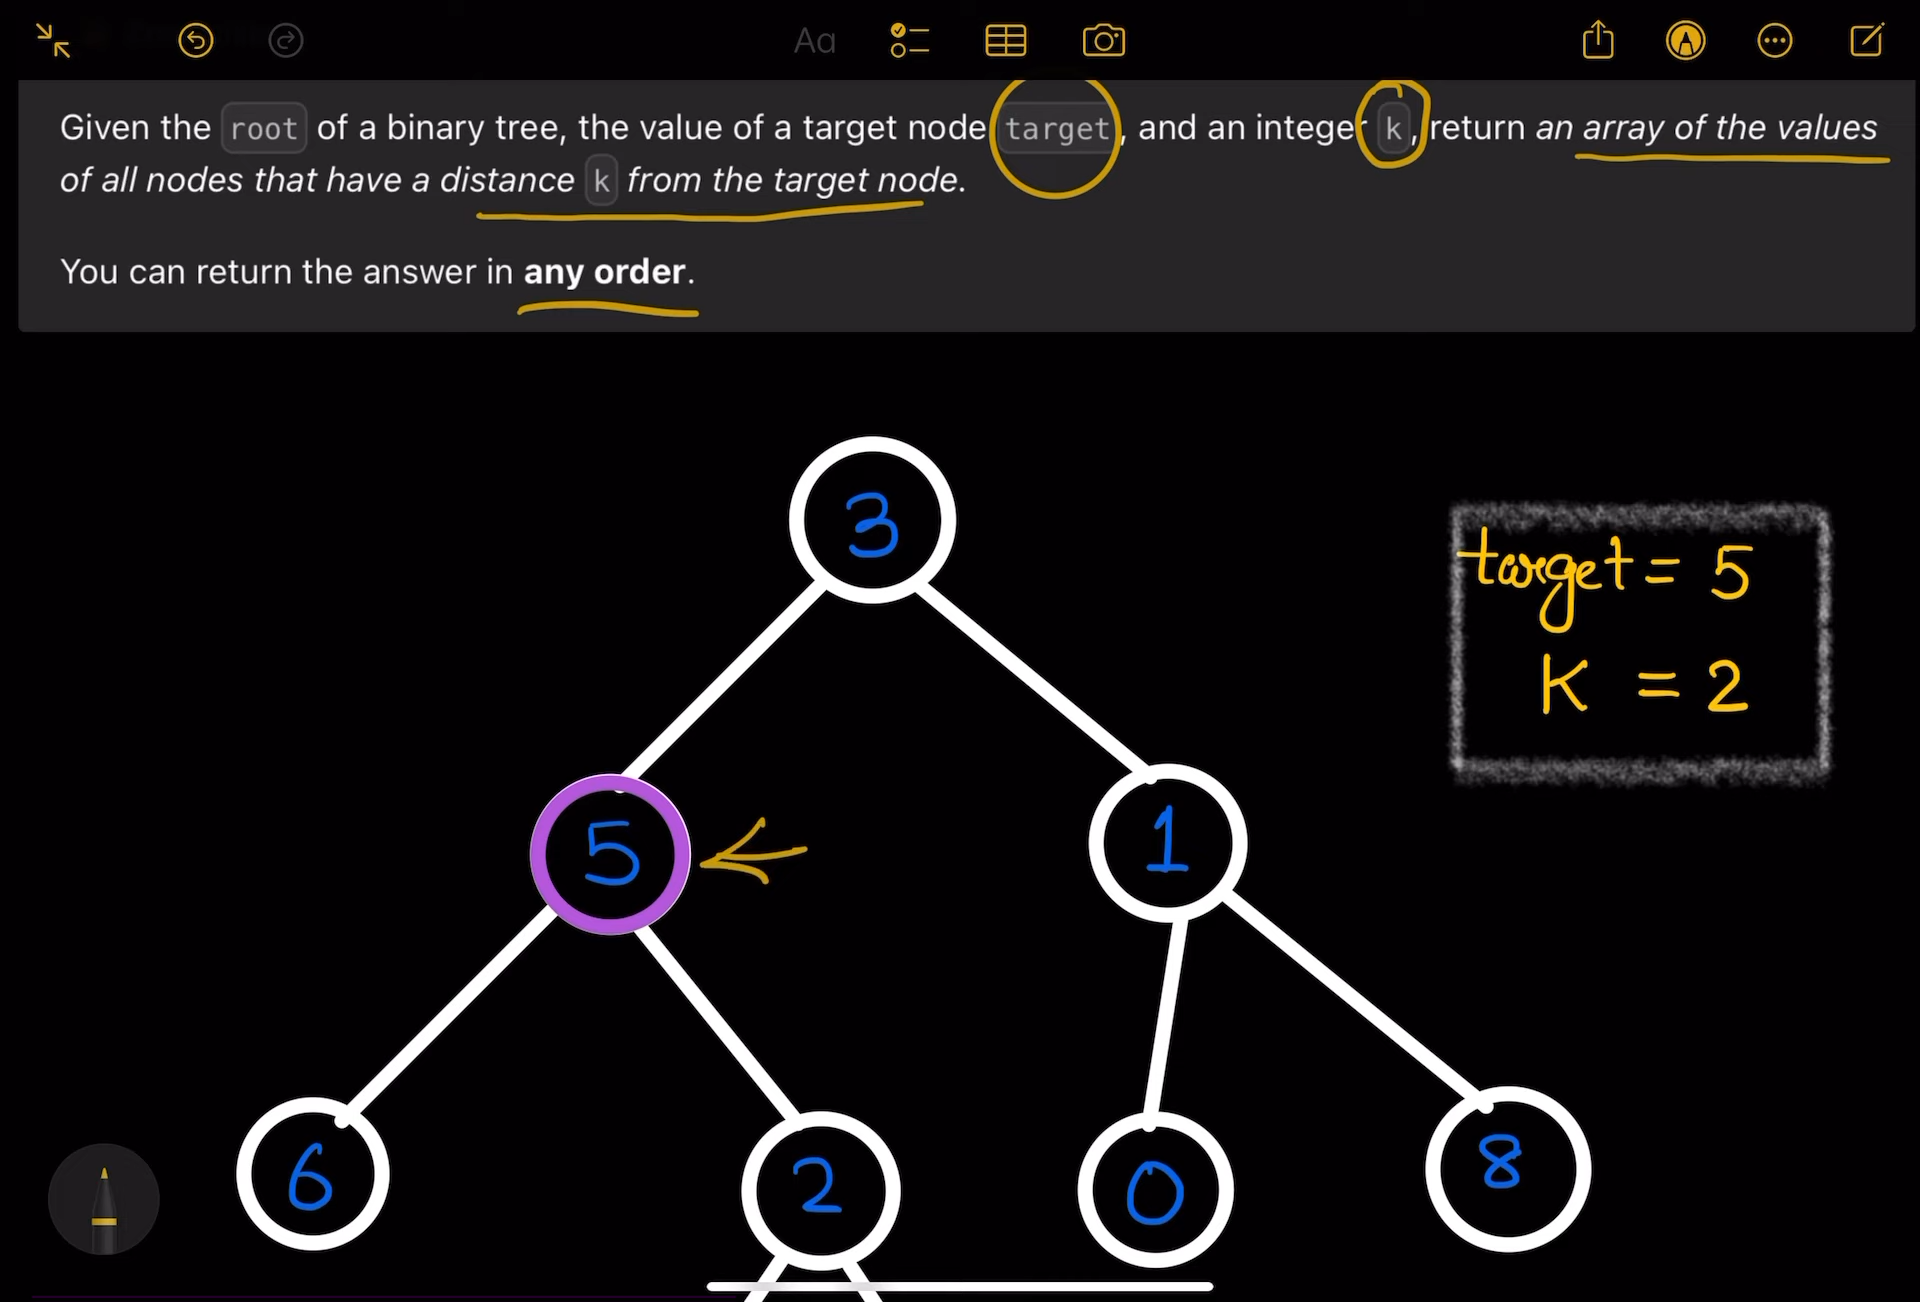 Aa
Given the root of a binary tree, the value of a target node target, and an integer k, return an array of the values
of all nodes that have a distance k from the target node.
You can return the answer in any order.
3
target = 5
K = 2
5
1
6
2
0
8